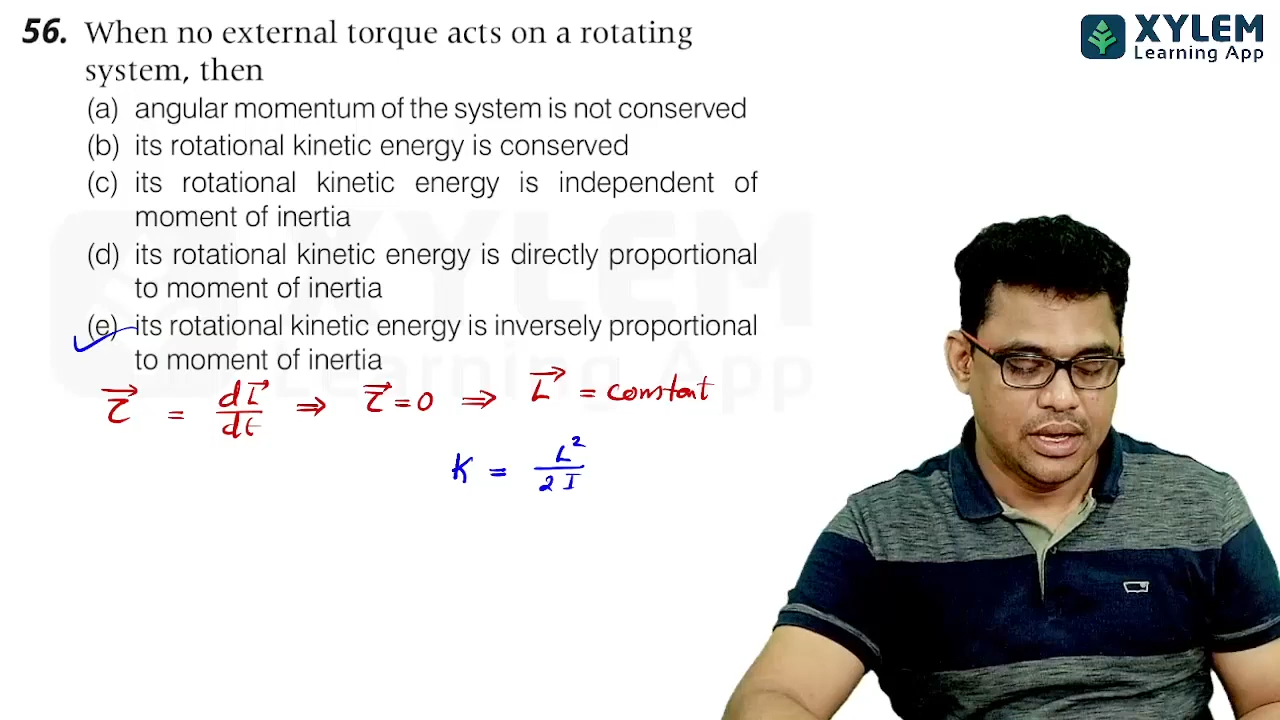 XYLEM
Learning App
56. When no external torque acts on a rotating
system, then
(a) angular momentum of the system is not conserved
(b) its rotational kinetic energy is conserved
(c) its rotational kinetic energy is independent of
moment of inertia
(d) its rotational kinetic energy is directly proportional
to moment of inertia
(e) its rotational kinetic energy is inversely proportional
to moment of inertia
XYLEM
Learning App
τ⃗ = dL⃗/dt ⇒ τ⃗ = 0 ⇒ L⃗ = constant
K = L²/2I